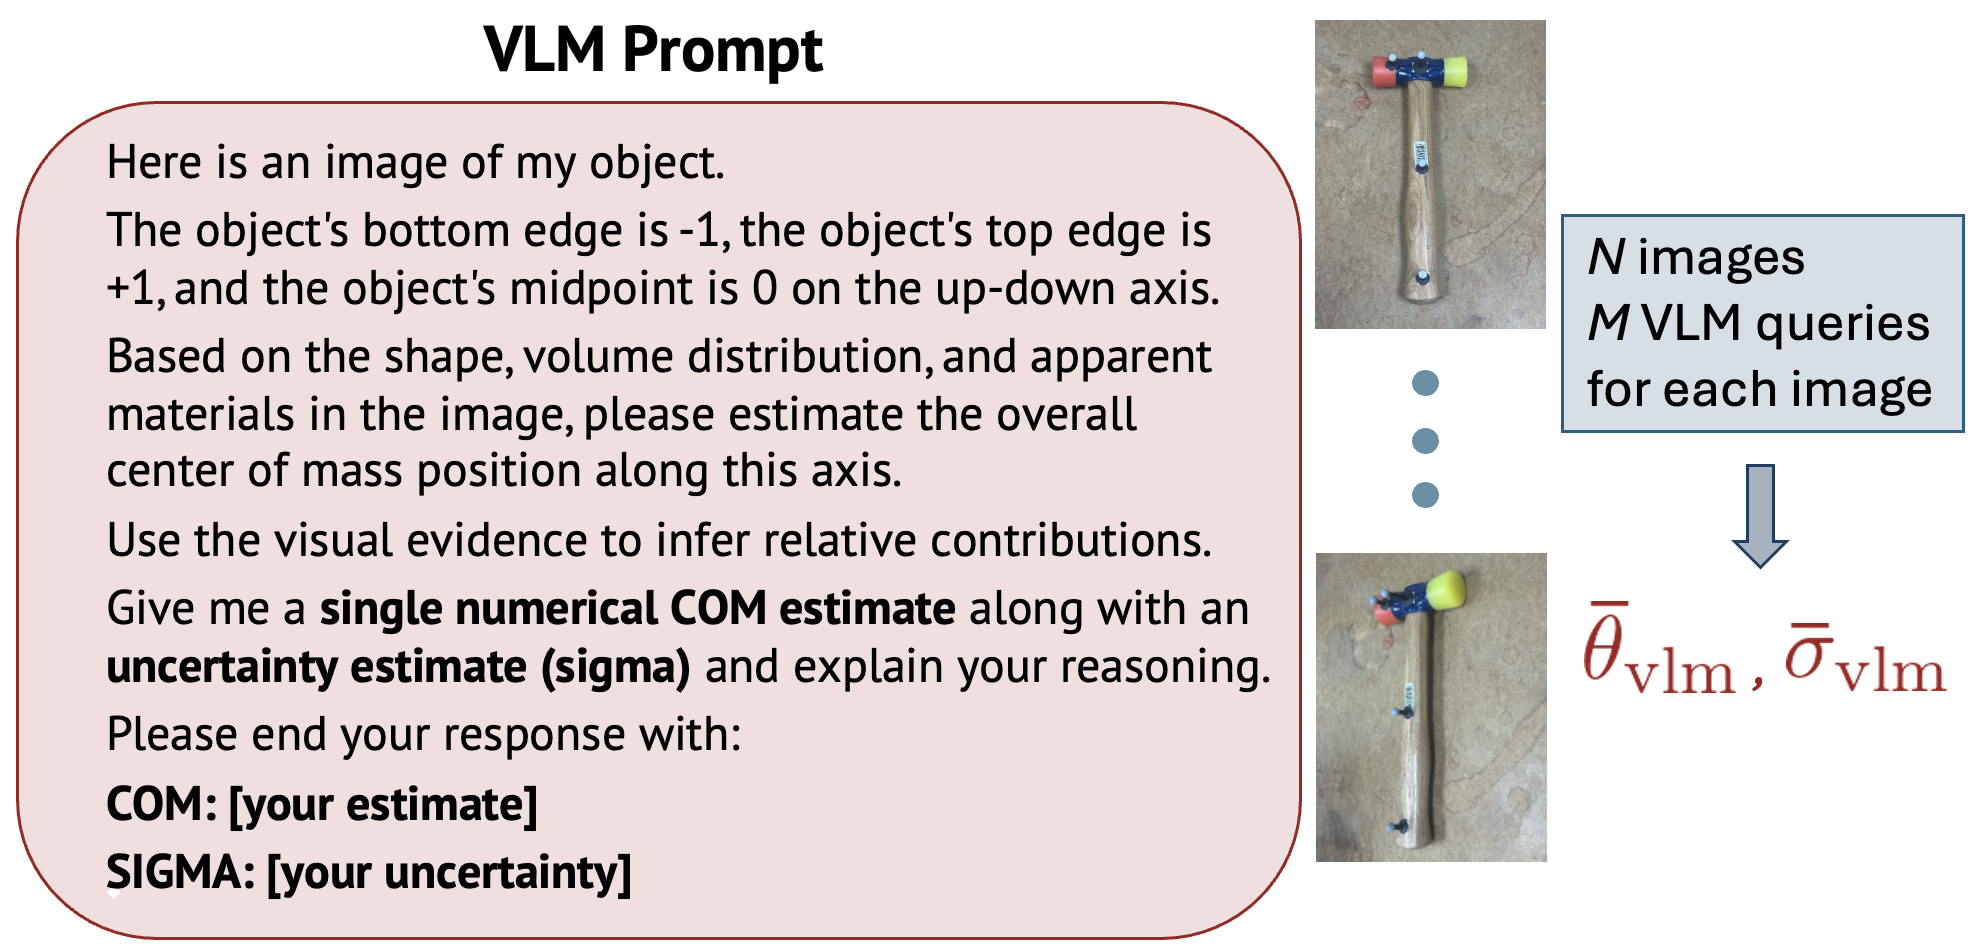 VLM Prompt
Here is an image of my object.
The object's bottom edge is -1, the object's top edge is
+1, and the object's midpoint is 0 on the up-down axis.
Based on the shape, volume distribution, and apparent
materials in the image, please estimate the overall
center of mass position along this axis.
Use the visual evidence to infer relative contributions.
Give me a single numerical COM estimate along with an
uncertainty estimate (sigma) and explain your reasoning.
Please end your response with:
COM: [your estimate]
SIGMA: [your uncertainty]
N images
M VLM queries
for each image
θ̄vlm , σ̄vlm